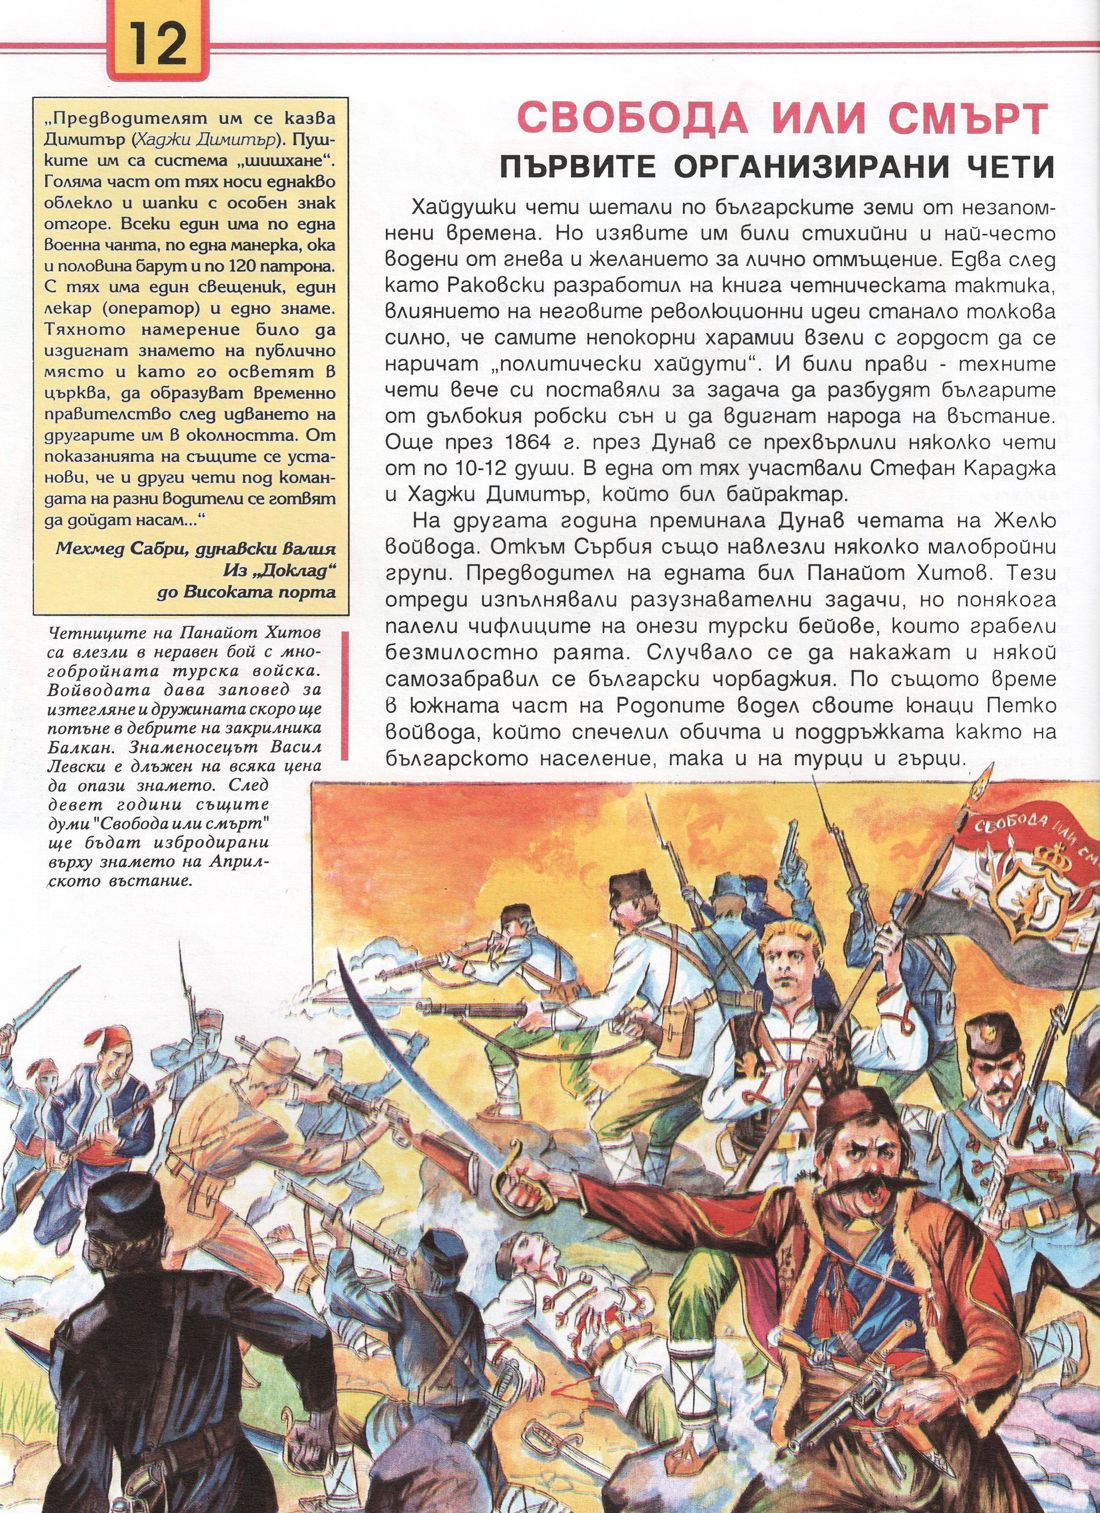 12
„Предводителят им се казва
Димитър (Хаджи Димитър). Пуш-
ките им са система „шишхане“.
Голяма част от тях носи еднакво
облекло и шапки с особен знак
отгоре. Всеки един има по една
военна чанта, по една манерка, ока
и половина барут и по 120 патрона.
С тях има един свещеник, един
лекар (оператор) и едно знаме.
Тяхното намерение било да
издигнат знамето на публично
място и като го осветят в
църква, да образуват временно
правителство след идването на
другарите им в околността. От
показанията на същите се уста-
нови, че и други чети под коман-
дата на разни водители се готвят
да дойдат насам...“
Мехмед Сабри, дунавски валия
Из „Доклад“
до Високата порта
Четниците на Панайот Хитов
са влезли в неравен бой с мно-
гобройната турска войска.
Войводата дава заповед за
изтегляне и дружината скоро ще
потъне в дебрите на закрилника
Балкан. Знаменосецът Васил
Левски е длъжен на всяка цена
да опази знамето. След
девет години същите
думи "Свобода или смърт"
ще бъдат избродирани
върху знамето на Април-
ското въстание.
СВОБОДА ИЛИ СМЪРТ
ПЪРВИТЕ ОРГАНИЗИРАНИ ЧЕТИ
Хайдушки чети шетали по българските земи от незапом-
нени времена. Но изявите им били стихийни и най-често
водени от гнева и желанието за лично отмъщение. Едва след
като Раковски разработил на книга четническата тактика,
влиянието на неговите революционни идеи станало толкова
силно, че самите непокорни харамии взели с гордост да се
наричат „политически хайдути“. И били прави - техните
чети вече си поставяли за задача да разбудят българите
от дълбокия робски сън и да вдигнат народа на въстание.
Още през 1864 г. през Дунав се прехвърлили няколко чети
от по 10-12 души. В една от тях участвали Стефан Караджа
и Хаджи Димитър, който бил байрактар.
На другата година преминала Дунав четата на Желю
войвода. Откъм Сърбия също навлезли няколко малобройни
групи. Предводител на едната бил Панайот Хитов. Тези
отреди изпълнявали разузнавателни задачи, но понякога
палели чифлиците на онези турски бейове, които грабели
безмилостно раята. Случвало се да накажат и някой
самозабравил се български чорбаджия. По същото време
в южната част на Родопите водел своите юнаци Петко
войвода, който спечелил обичта и поддръжката както на
българското население, така и на турци и гърци.
СВОБОДА ИЛИ СМ